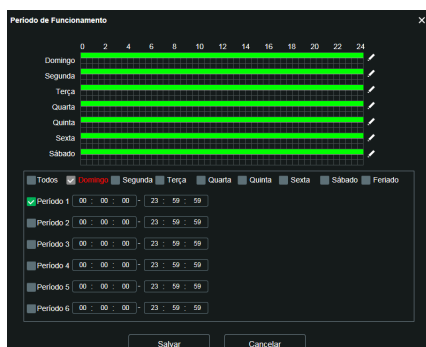 Período de Funcionamento X
0 2 4 6 8 10 12 14 16 18 20 22 24
Domingo
Segunda
Terça
Quarta
Quinta
Sexta
Sábado
Todos Domingo Segunda Terça Quarta Quinta Sexta Sábado Feriado
Período 1 00 : 00 : 00 - 23 : 59 : 59
Período 2 00 : 00 : 00 - 23 : 59 : 59
Período 3 00 : 00 : 00 - 23 : 59 : 59
Período 4 00 : 00 : 00 - 23 : 59 : 59
Período 5 00 : 00 : 00 - 23 : 59 : 59
Período 6 00 : 00 : 00 - 23 : 59 : 59
Salvar Cancelar